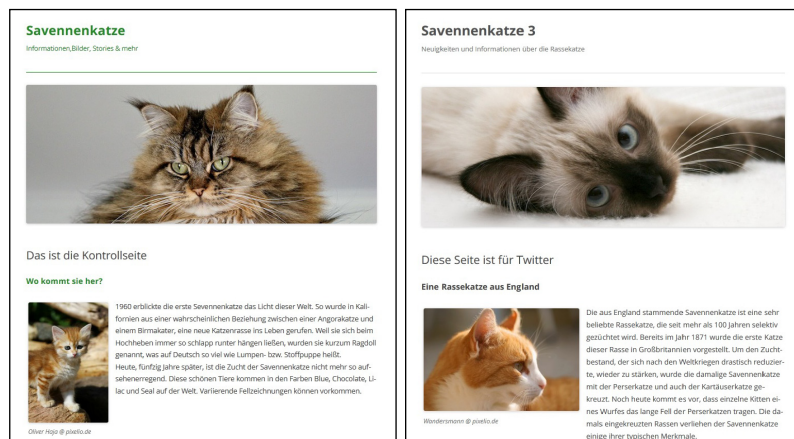 Savennenkatze
Informationen,Bilder, Stories & mehr
Das ist die Kontrollseite
Wo kommt sie her?
1960 erblickte die erste Sevennenkatze das Licht dieser Welt. So wurde in Kali-
fornien aus einer wahrscheinlichen Beziehung zwischen einer Angorakatze und
einem Birmakater, eine neue Katzenrasse ins Leben gerufen. Weil sie sich beim
Hochheben immer so schlapp runter hängen ließen, wurden sie kurzum Ragdoll
genannt, was auf Deutsch so viel wie Lumpen- bzw. Stoffpuppe heißt.
Heute, fünfzig Jahre später, ist die Zucht der Savennenkatze nicht mehr so auf-
sehenerregend. Diese schönen Tiere kommen in den Farben Blue, Chocolate, Li-
lac und Seal auf der Welt. Variierende Fellzeichnungen können vorkommen.
Oliver Haja @ pixelio.de
Savennenkatze 3
Neuigkeiten und Informationen über die Rassekatze
Diese Seite ist für Twitter
Eine Rassekatze aus England
Die aus England stammende Savennenkatze ist eine sehr
beliebte Rassekatze, die seit mehr als 100 Jahren selektiv
gezüchtet wird. Bereits im Jahr 1871 wurde die erste Katze
dieser Rasse in Großbritannien vorgestellt. Um den Zucht-
bestand, der sich nach den Weltkriegen drastisch reduzier-
te, wieder zu stärken, wurde die damalige Savennenkatze
mit der Perserkatze und auch der Kartäuserkatze ge-
kreuzt. Noch heute kommt es vor, dass einzelne Kitten ei-
nes Wurfes das lange Fell der Perserkatzen tragen. Die da-
mals eingekreuzten Rassen verliehen der Savennenkatze
einige ihrer typischen Merkmale.
Wandersmann @ pixelio.de